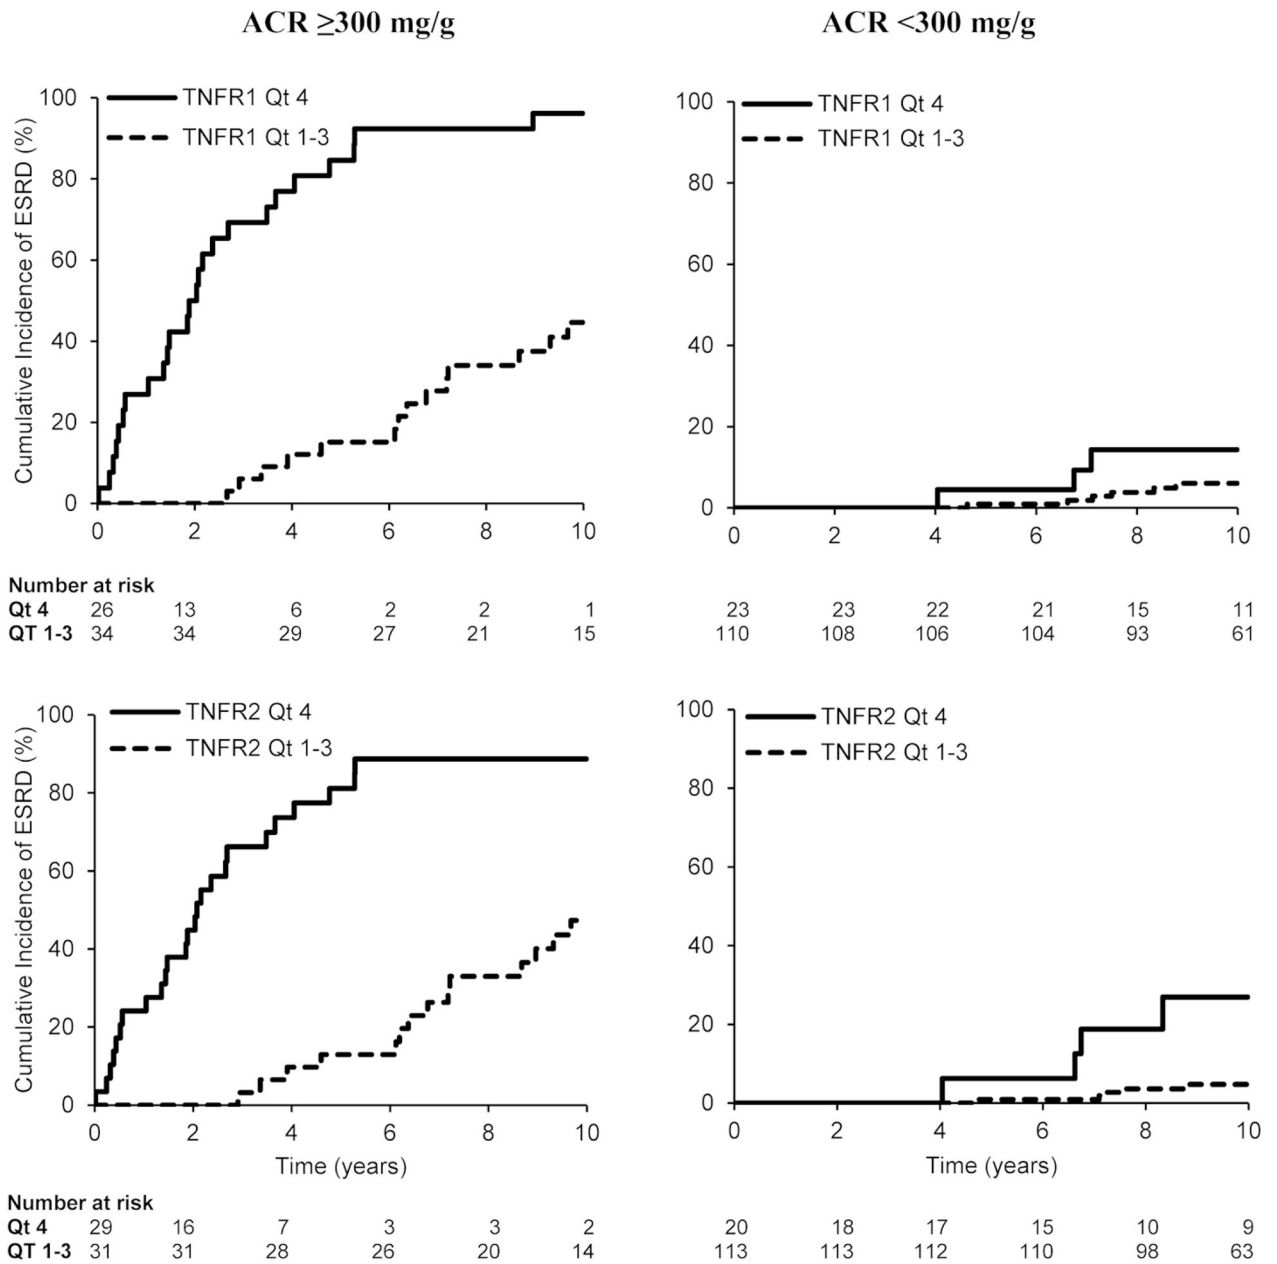 ACR ≥300 mg/g
ACR <300 mg/g
TNFR1 Qt 4
TNFR1 Qt 1-3
Cumulative Incidence of ESRD (%)
100
80
60
40
20
0
0 2 4 6 8 10
TNFR1 Qt 4
TNFR1 Qt 1-3
100
80
60
40
20
0
0 2 4 6 8 10
Number at risk
Qt 4 26 13 6 2 2 1 23 23 22 21 15 11
QT 1-3 34 34 29 27 21 15 110 108 106 104 93 61
TNFR2 Qt 4
TNFR2 Qt 1-3
Cumulative Incidence of ESRD (%)
100
80
60
40
20
0
0 2 4 6 8 10
Time (years)
TNFR2 Qt 4
TNFR2 Qt 1-3
100
80
60
40
20
0
0 2 4 6 8 10
Time (years)
Number at risk
Qt 4 29 16 7 3 3 2 20 18 17 15 10 9
QT 1-3 31 31 28 26 20 14 113 113 112 110 98 63